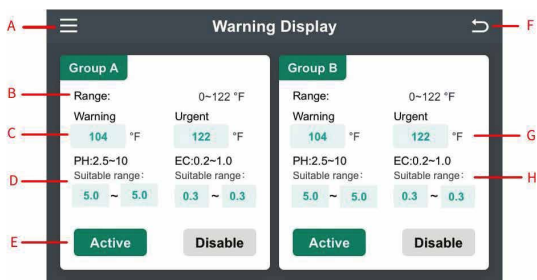 A
Warning Display
F
Group A
B
Range: 0~122 °F
Warning Urgent
C
104 °F 122 °F
PH:2.5~10 EC:0.2~1.0
D
Suitable range: Suitable range:
5.0 ~ 5.0 0.3 ~ 0.3
E
Active Disable
Group B
Range: 0~122 °F
Warning Urgent
104 °F 122 °F
G
PH:2.5~10 EC:0.2~1.0
Suitable range: Suitable range:
H
5.0 ~ 5.0 0.3 ~ 0.3
Active Disable